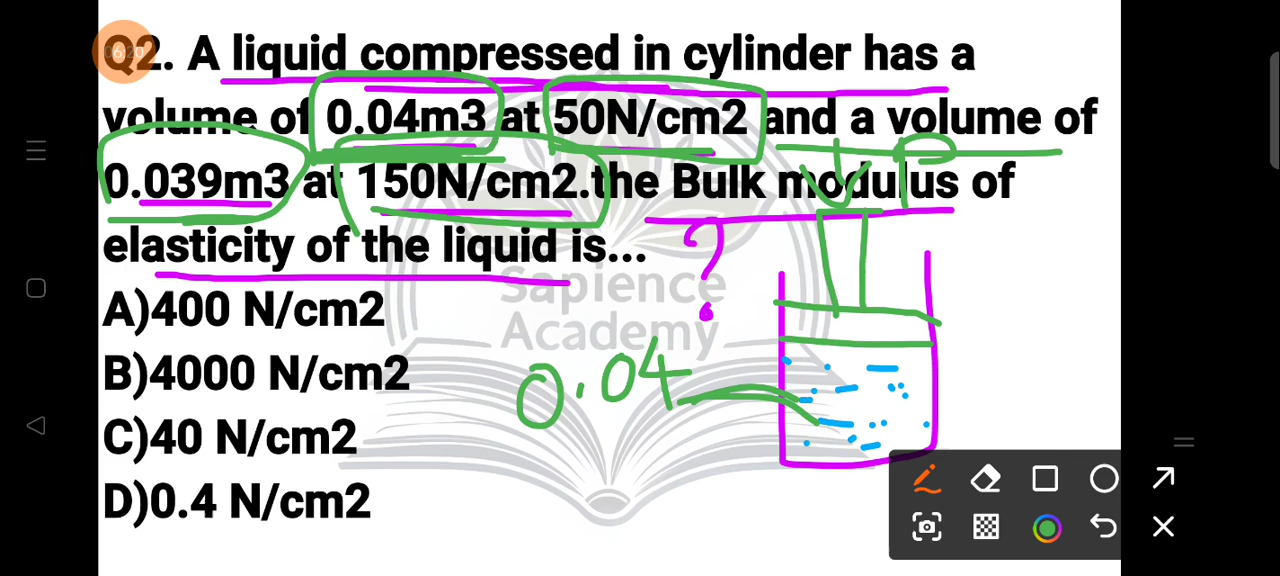 Q2. A liquid compressed in cylinder has a
volume of 0.04m3 at 50N/cm2 and a volume of
0.039m3 at 150N/cm2.the Bulk modulus of
elasticity of the liquid is...
?
A)400 N/cm2
B)4000 N/cm2
C)40 N/cm2
D)0.4 N/cm2
Sapience
Academy
0.04
P
06:20